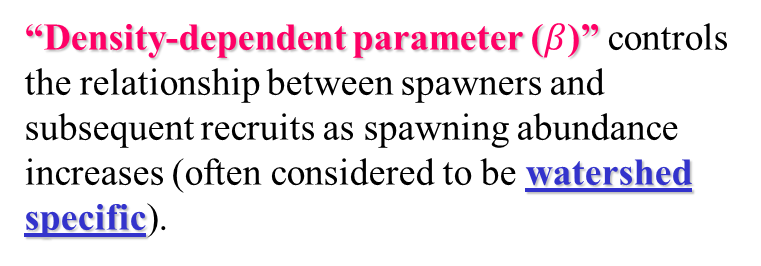 “Density-dependent parameter (β)” controls
the relationship between spawners and
subsequent recruits as spawning abundance
increases (often considered to be watershed
specific).